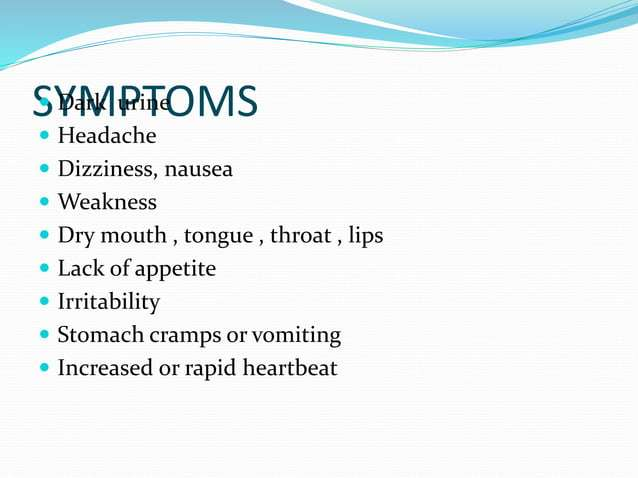 SYMPTOMS
Dark urine
Headache
Dizziness, nausea
Weakness
Dry mouth , tongue , throat , lips
Lack of appetite
Irritability
Stomach cramps or vomiting
Increased or rapid heartbeat